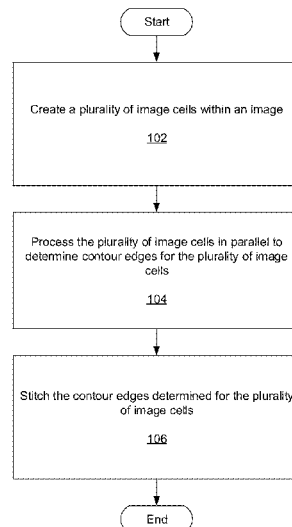 Start
Create a plurality of image cells within an image
102
Process the plurality of image cells in parallel to
determine contour edges for the plurality of image
cells
104
Stitch the contour edges determined for the plurality
of image cells
106
End